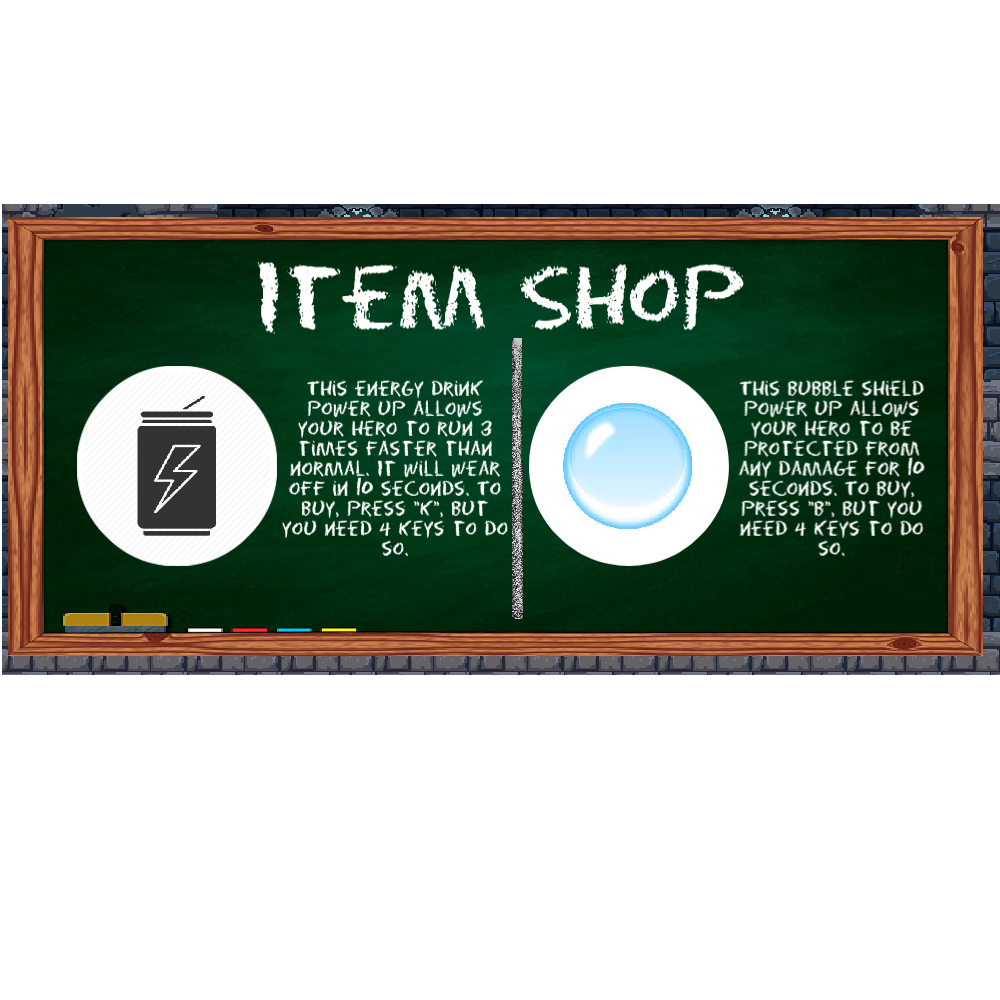 ITEM SHOP
THIS ENERGY DRINK
POWER UP ALLOWS
YOUR HERO TO RUN 3
TIMES FASTER THAN
NORMAL. IT WILL WEAR
OFF IN 10 SECONDS. TO
BUY, PRESS "K", BUT
YOU NEED 4 KEYS TO DO
SO.
THIS BUBBLE SHIELD
POWER UP ALLOWS
YOUR HERO TO BE
PROTECTED FROM
ANY DAMAGE FOR 10
SECONDS. TO BUY,
PRESS "B", BUT YOU
NEED 4 KEYS TO DO
SO.